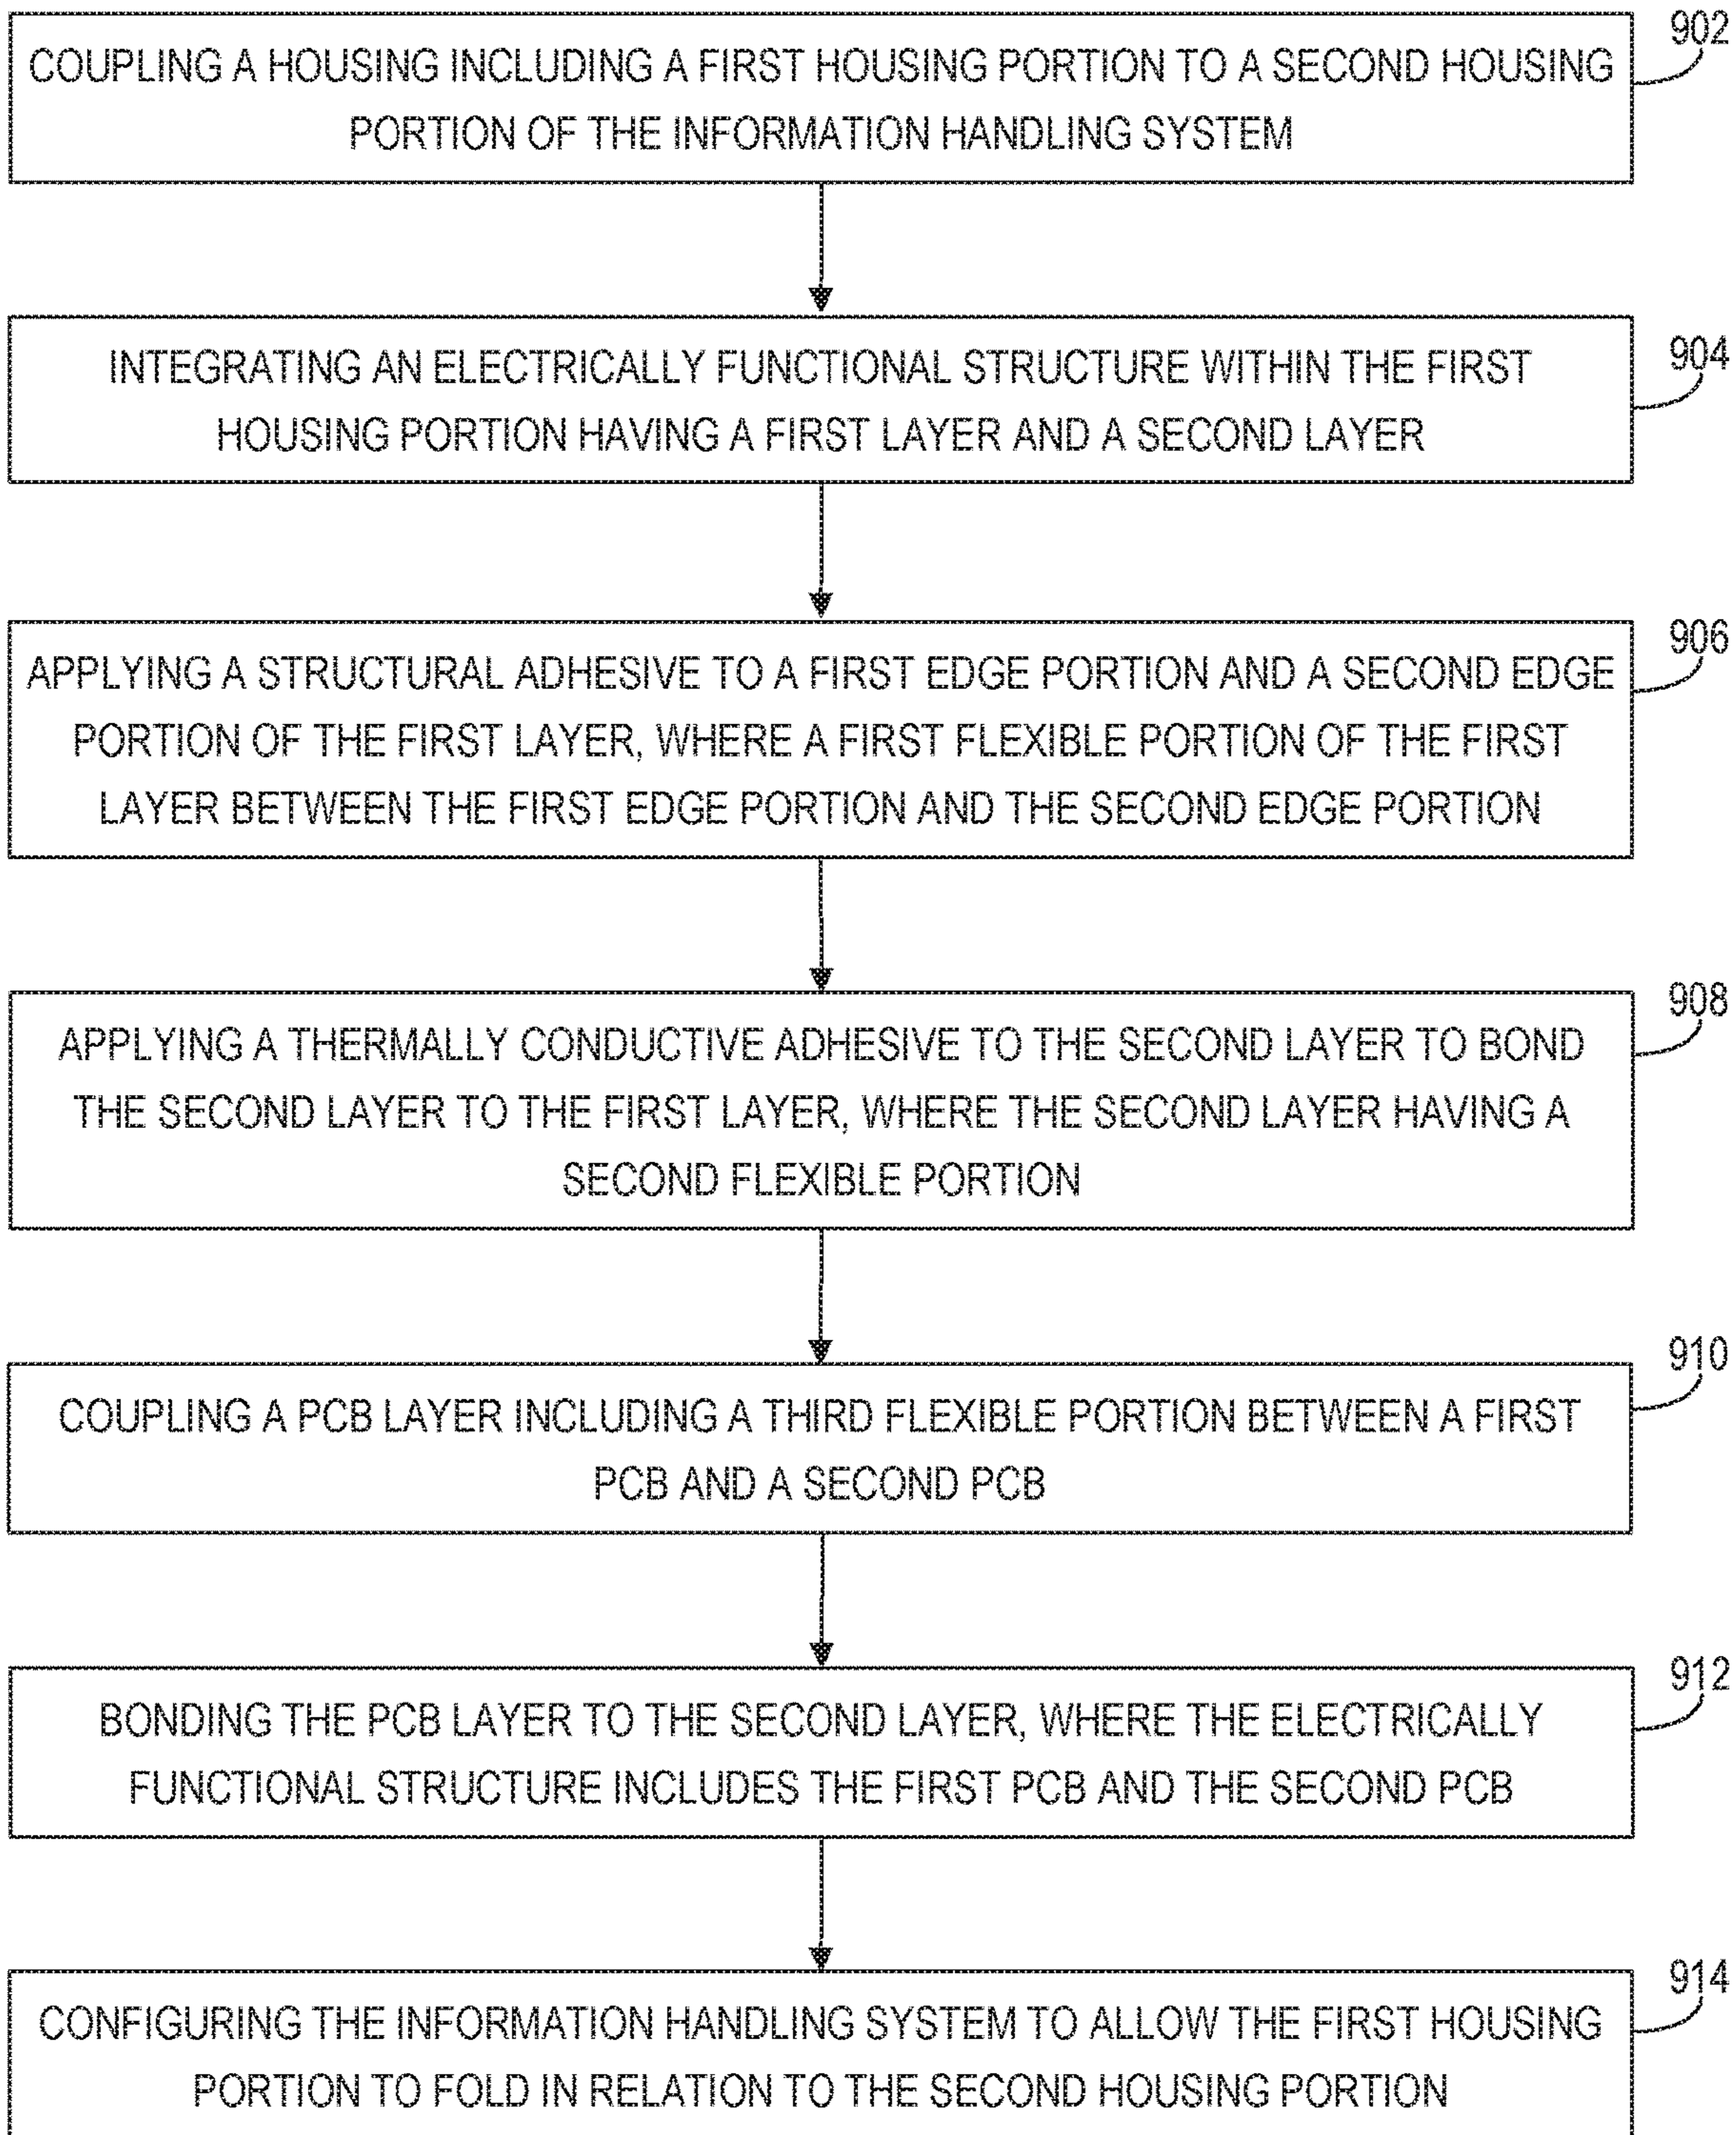 902
COUPLING A HOUSING INCLUDING A FIRST HOUSING PORTION TO A SECOND HOUSING
PORTION OF THE INFORMATION HANDLING SYSTEM
904
INTEGRATING AN ELECTRICALLY FUNCTIONAL STRUCTURE WITHIN THE FIRST
HOUSING PORTION HAVING A FIRST LAYER AND A SECOND LAYER
906
APPLYING A STRUCTURAL ADHESIVE TO A FIRST EDGE PORTION AND A SECOND EDGE
PORTION OF THE FIRST LAYER, WHERE A FIRST FLEXIBLE PORTION OF THE FIRST
LAYER BETWEEN THE FIRST EDGE PORTION AND THE SECOND EDGE PORTION
908
APPLYING A THERMALLY CONDUCTIVE ADHESIVE TO THE SECOND LAYER TO BOND
THE SECOND LAYER TO THE FIRST LAYER, WHERE THE SECOND LAYER HAVING A
SECOND FLEXIBLE PORTION
910
COUPLING A PCB LAYER INCLUDING A THIRD FLEXIBLE PORTION BETWEEN A FIRST
PCB AND A SECOND PCB
912
BONDING THE PCB LAYER TO THE SECOND LAYER, WHERE THE ELECTRICALLY
FUNCTIONAL STRUCTURE INCLUDES THE FIRST PCB AND THE SECOND PCB
914
CONFIGURING THE INFORMATION HANDLING SYSTEM TO ALLOW THE FIRST HOUSING
PORTION TO FOLD IN RELATION TO THE SECOND HOUSING PORTION